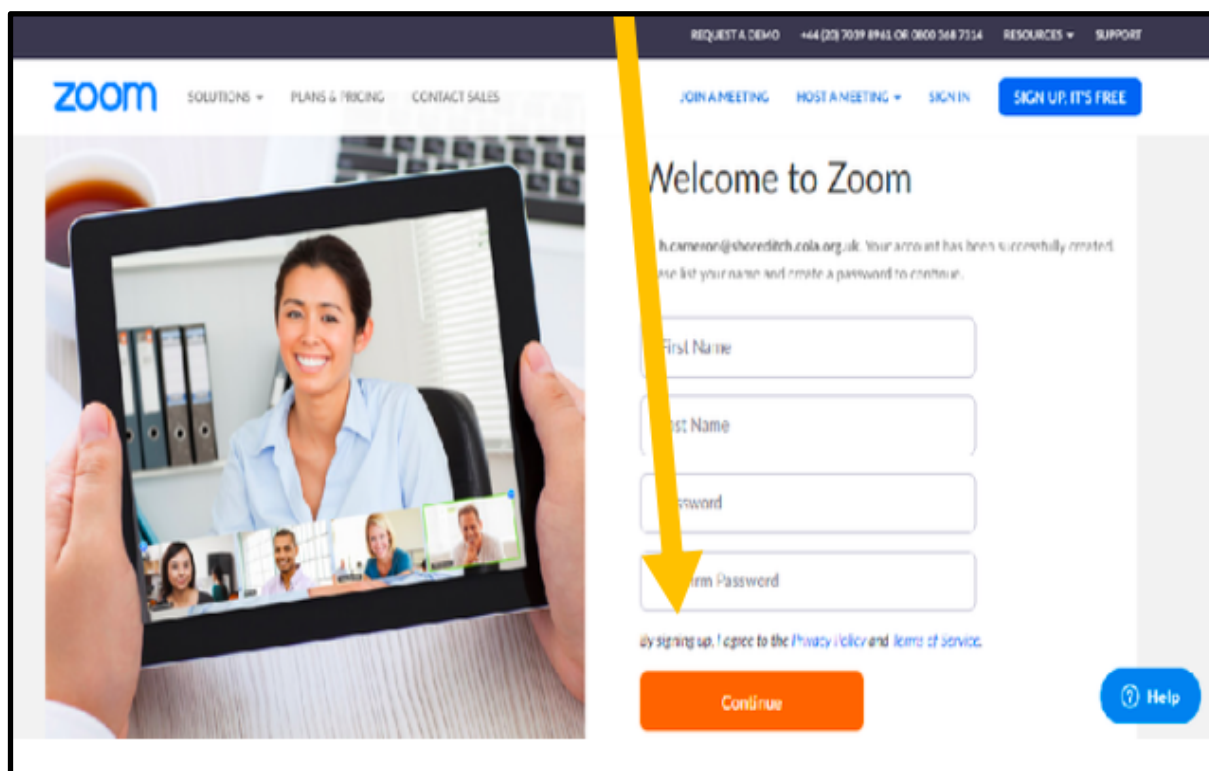 REQUEST A DEMO +44 (20) 7039 8961 OR 0800 368 7314 RESOURCES SUPPORT
zoom SOLUTIONS PLANS & PRICING CONTACT SALES JOIN A MEETING HOST A MEETING SIGN IN SIGN UP, IT'S FREE
Welcome to Zoom
h.cameron@shoreditch.cola.org.uk. Your account has been successfully created.
list your name and create a password to continue.
First Name
Name
Password
Password
By signing up, I agree to the Privacy Policy and Terms of Service.
Continue
Help